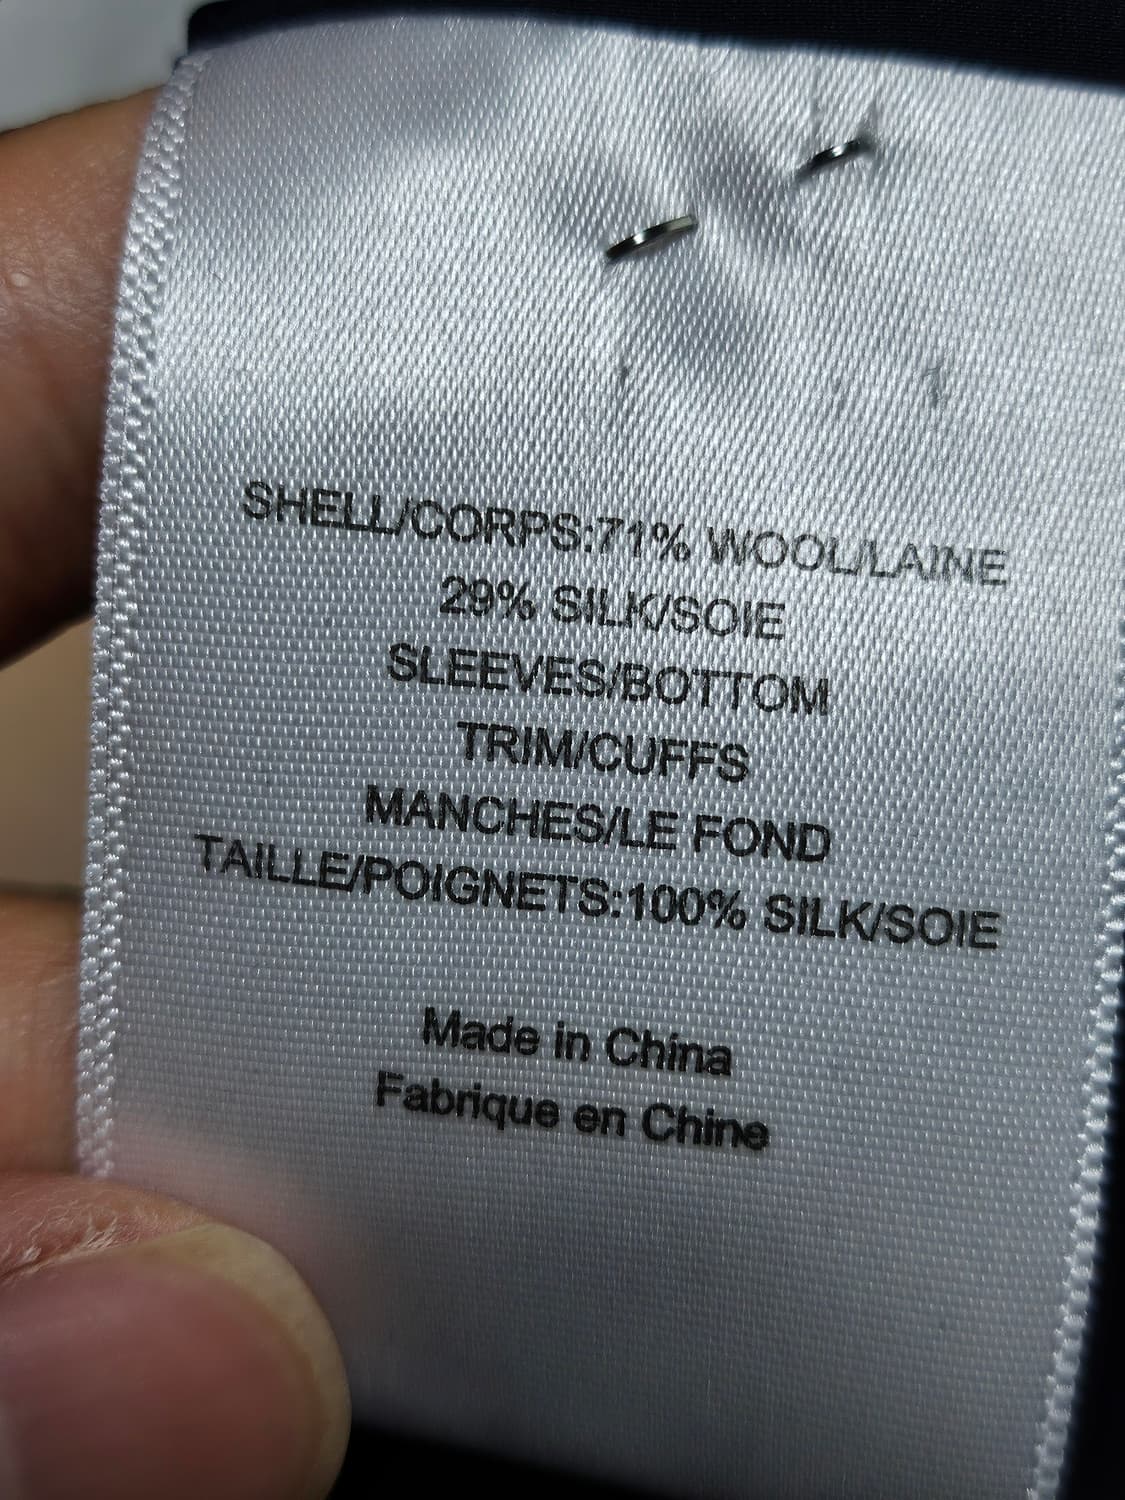 SHELL/CORPS:71% WOOL/LAINE
29% SILK/SOIE
SLEEVES/BOTTOM
TRIM/CUFFS
MANCHES/LE FOND
TAILLE/POIGNETS:100% SILK/SOIE
Made in China
Fabrique en Chine